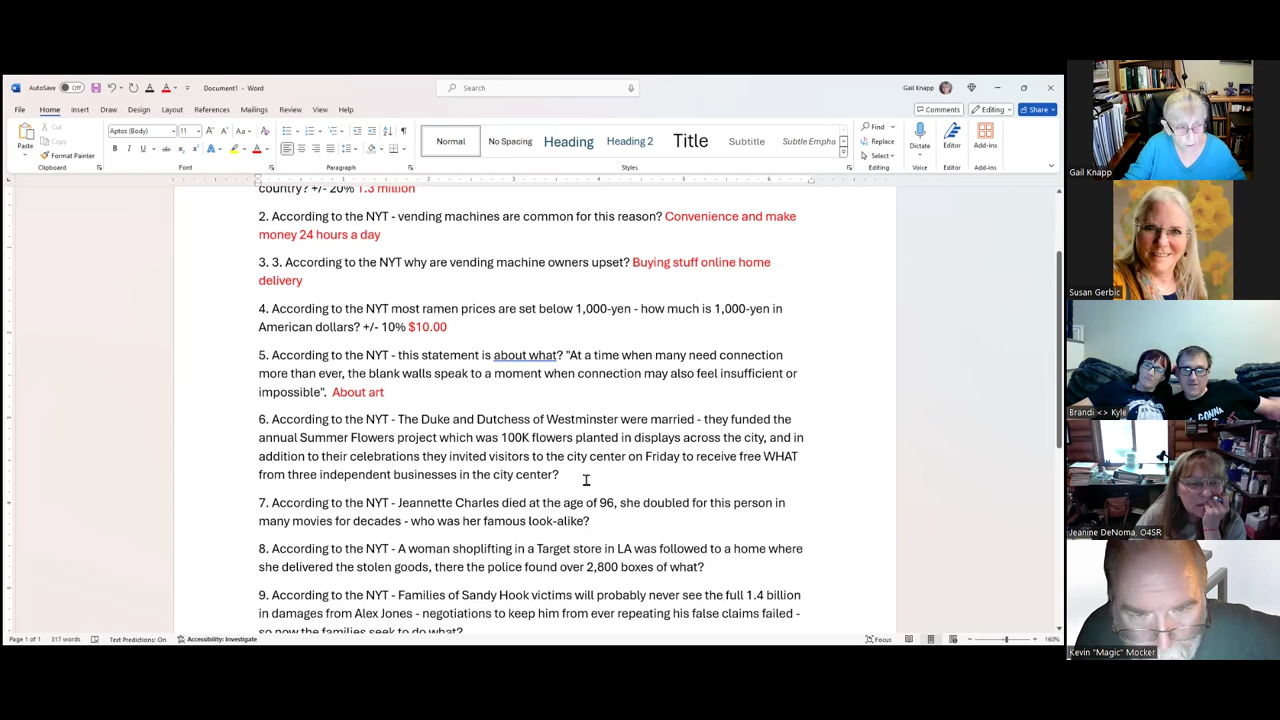 AutoSave Off Document1 - Word Search Gail Knapp
File Home Insert Draw Design Layout References Mailings Review View Help Comments Editing Share
Paste Cut Copy Format Painter Clipboard
Aptos (Body) 11 Font
Paragraph
Normal No Spacing Heading Heading 2 Title Subtitle Subtle Empha Styles
Find Replace Select Editing
Dictate Voice Editor Editor Add-ins Add-ins
country? +/- 20% 1.3 million
2. According to the NYT - vending machines are common for this reason? Convenience and make
money 24 hours a day
3. 3. According to the NYT why are vending machine owners upset? Buying stuff online home
delivery
4. According to the NYT most ramen prices are set below 1,000-yen - how much is 1,000-yen in
American dollars? +/- 10% $10.00
5. According to the NYT - this statement is about what? "At a time when many need connection
more than ever, the blank walls speak to a moment when connection may also feel insufficient or
impossible". About art
6. According to the NYT - The Duke and Dutchess of Westminster were married - they funded the
annual Summer Flowers project which was 100K flowers planted in displays across the city, and in
addition to their celebrations they invited visitors to the city center on Friday to receive free WHAT
from three independent businesses in the city center?
7. According to the NYT - Jeannette Charles died at the age of 96, she doubled for this person in
many movies for decades - who was her famous look-alike?
8. According to the NYT - A woman shoplifting in a Target store in LA was followed to a home where
she delivered the stolen goods, there the police found over 2,800 boxes of what?
9. According to the NYT - Families of Sandy Hook victims will probably never see the full 1.4 billion
in damages from Alex Jones - negotiations to keep him from ever repeating his false claims failed -
so now the families seek to do what?
Page 1 of 1 317 words Text Predictions: On Accessibility: Investigate Focus 160%
Gail Knapp
Susan Gerbic
Brandi <> Kyle
Jeanine DeNoma, O4SR
Kevin "Magic" Mocker